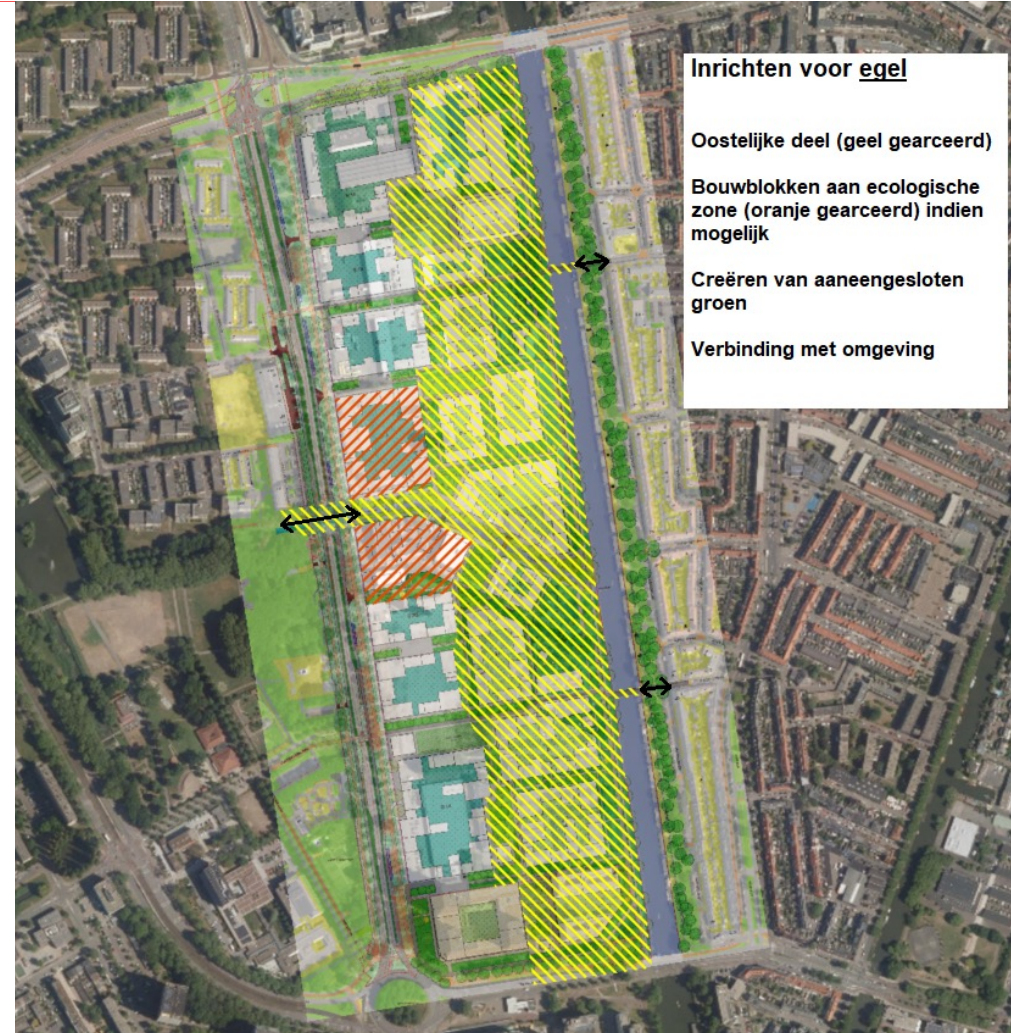 Inrichten voor egel
Oostelijke deel (geel gearceerd)
Bouwblokken aan ecologische
zone (oranje gearceerd) indien
mogelijk
Creëren van aaneengesloten
groen
Verbinding met omgeving